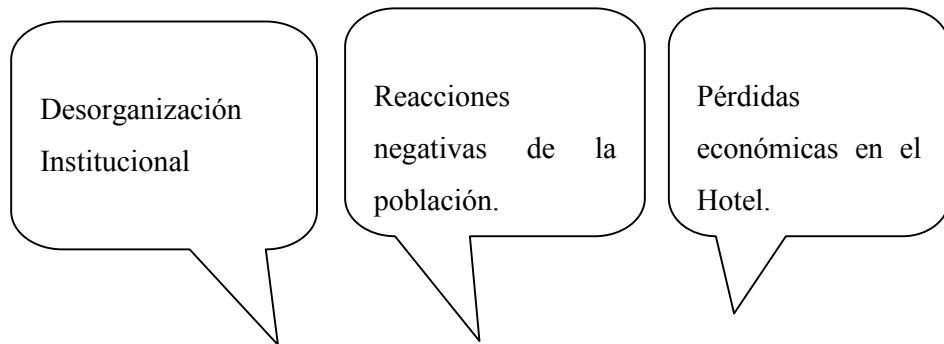 Desorganización
Institucional
Reacciones
negativas de la
población.
Pérdidas
económicas en el
Hotel.